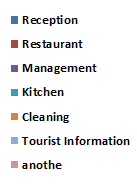 Reception
Restaurant
Management
Kitchen
Cleaning
Tourist Information
anothe